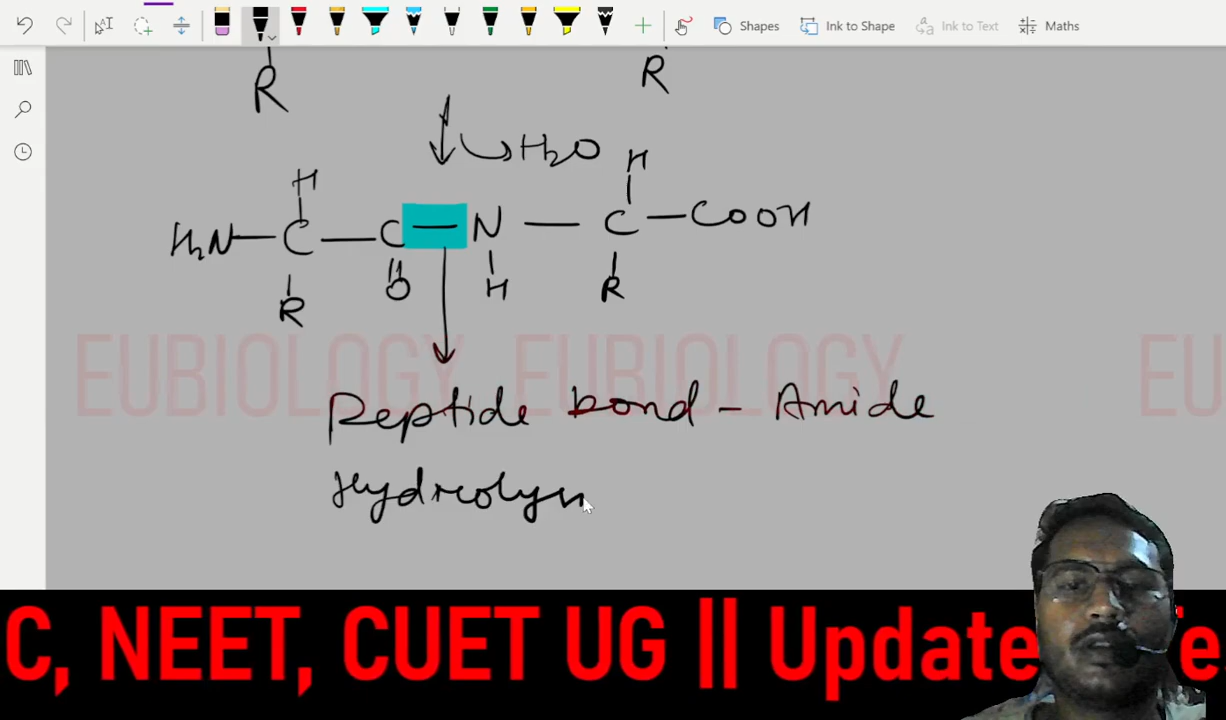 Shapes Ink to Shape Ink to Text Maths
R R
H₂O
H H
H₂N — C — C — N — C — COOH
R O H R
EUBIOLOGY EUBIOLOGY EU
Peptide bond - Amide
Hydrolys
C, NEET, CUET UG || Update